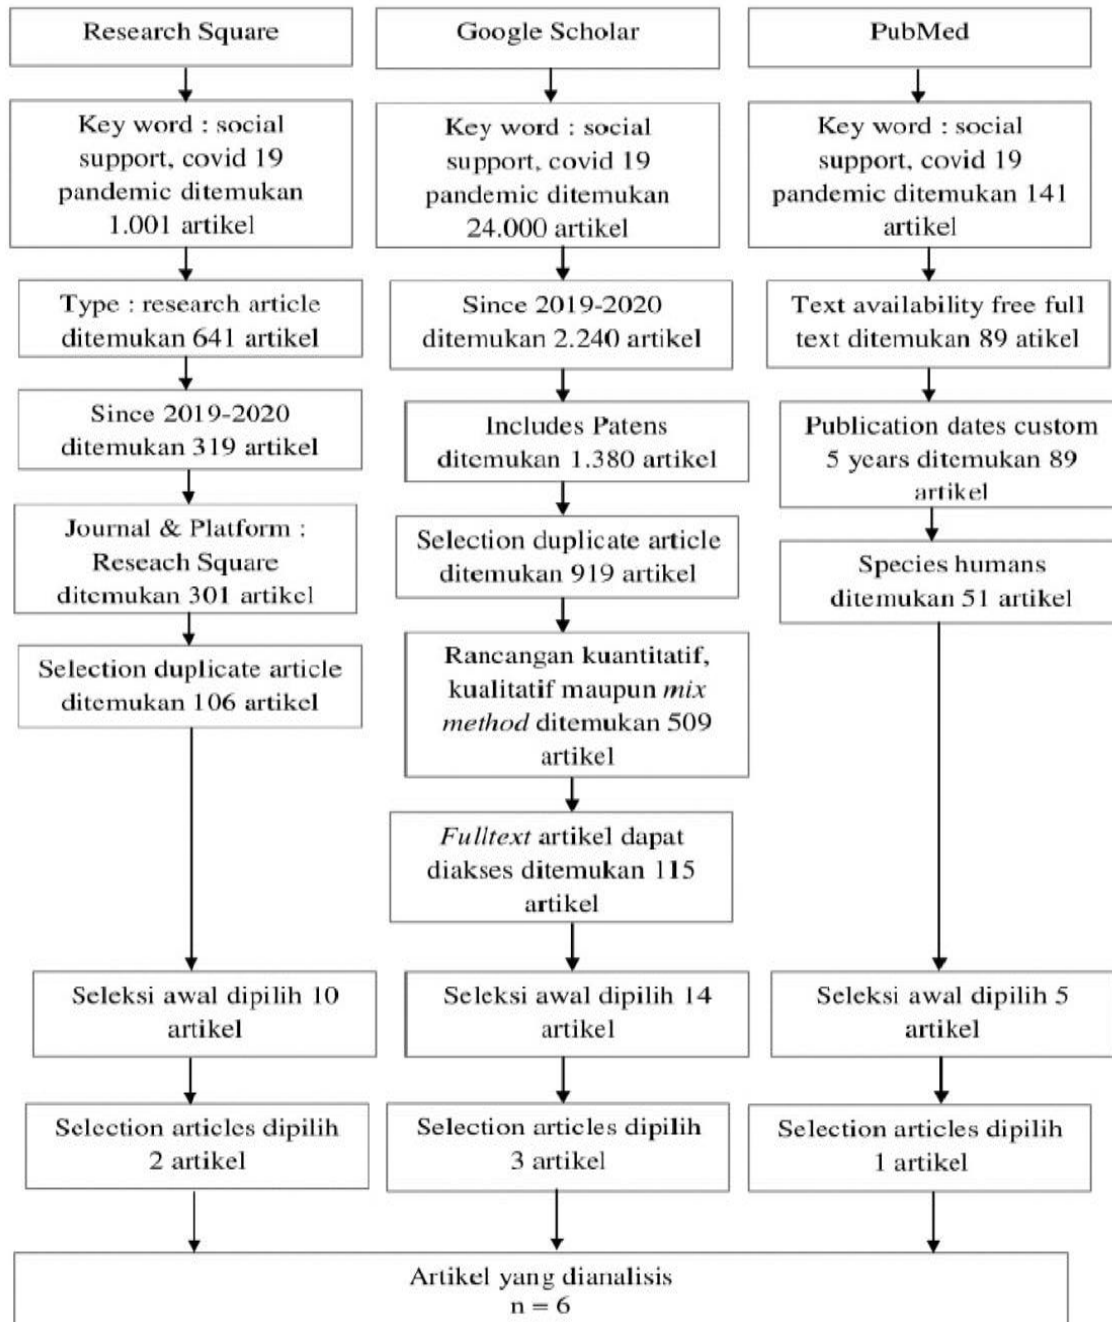 Research Square
Key word : social
support, covid 19
pandemic ditemukan
1.001 artikel
Type : research article
ditemukan 641 artikel
Since 2019-2020
ditemukan 319 artikel
Journal & Platform :
Reseach Square
ditemukan 301 artikel
Selection duplicate article
ditemukan 106 artikel
Seleksi awal dipilih 10
artikel
Selection articles dipilih
2 artikel
Google Scholar
Key word : social
support, covid 19
pandemic ditemukan
24.000 artikel
Since 2019-2020
ditemukan 2.240 artikel
Includes Patens
ditemukan 1.380 artikel
Selection duplicate article
ditemukan 919 artikel
Rancangan kuantitatif,
kualitatif maupun mix
method ditemukan 509
artikel
Fulltext artikel dapat
diakses ditemukan 115
artikel
Seleksi awal dipilih 14
artikel
Selection articles dipilih
3 artikel
PubMed
Key word : social
support, covid 19
pandemic ditemukan 141
artikel
Text availability free full
text ditemukan 89 atikel
Publication dates custom
5 years ditemukan 89
artikel
Species humans
ditemukan 51 artikel
Seleksi awal dipilih 5
artikel
Selection articles dipilih
1 artikel
Artikel yang dianalisis
n = 6